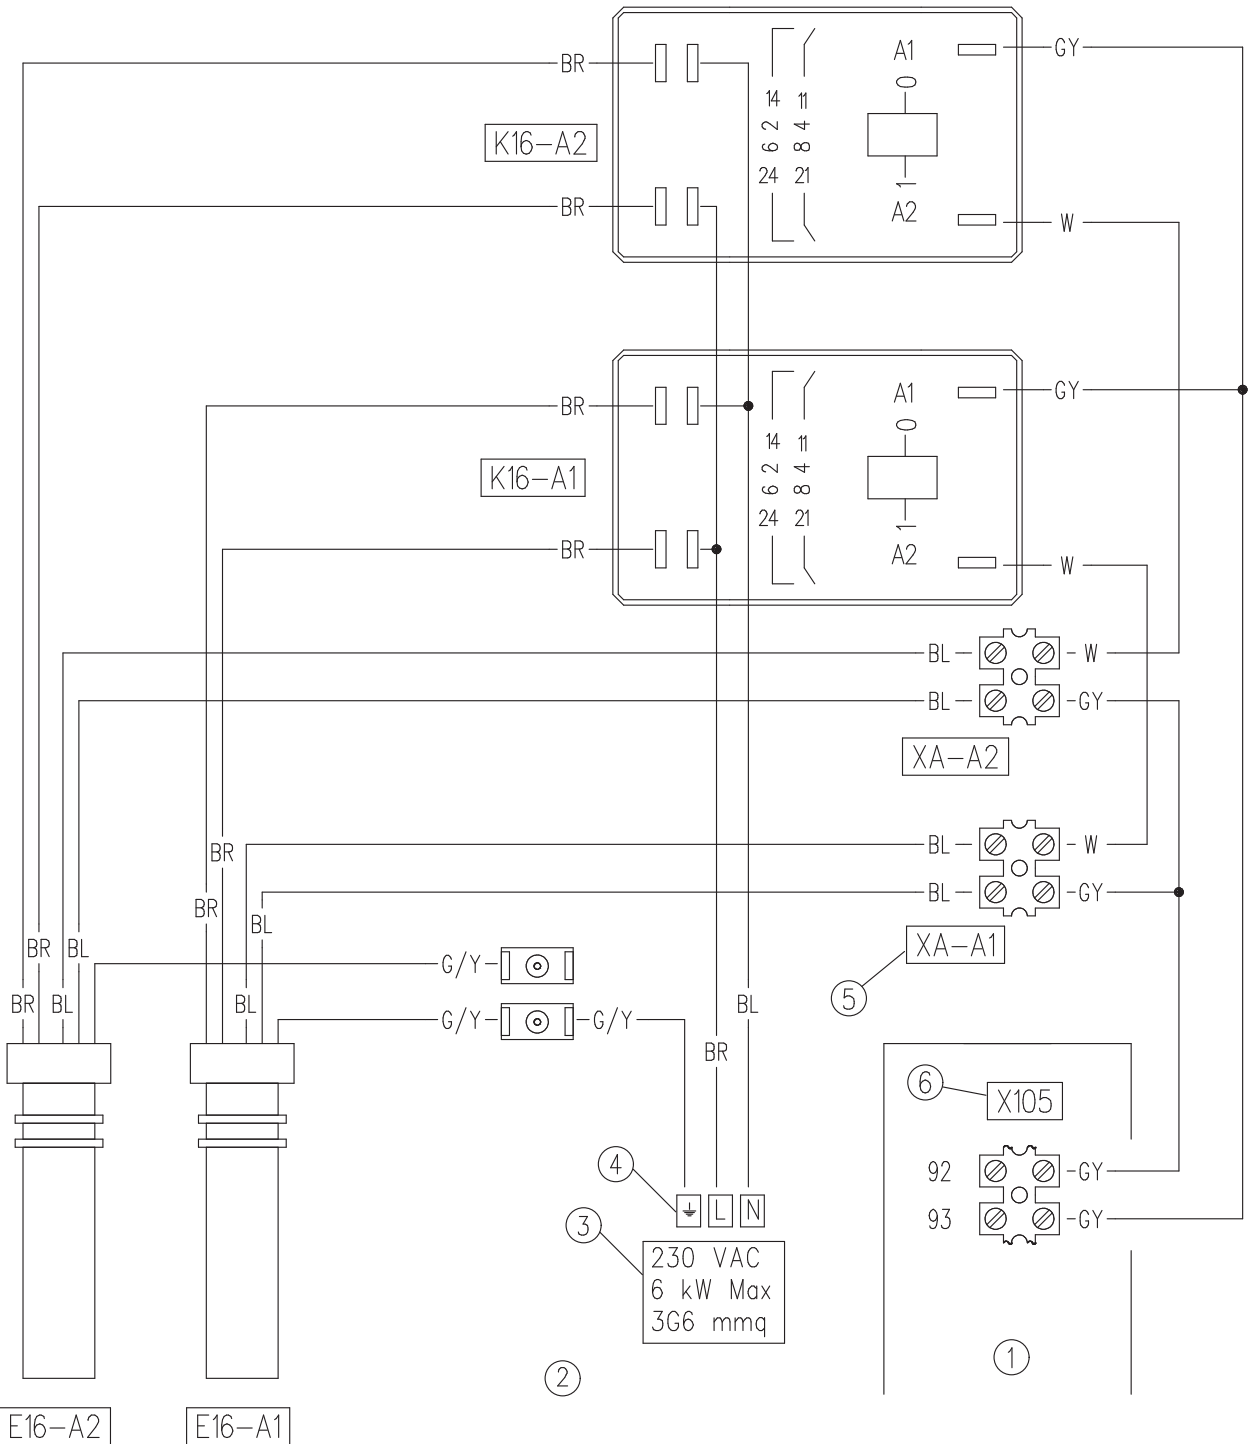 BR
A1
0
GY
14 11
2 4
6 8
24 21
K16-A2
BR
1
A2
W
BR
A1
0
GY
14 11
2 4
6 8
24 21
K16-A1
BR
1
A2
W
BL
W
BL
GY
XA-A2
BL
W
BR
BL
GY
BR
BL
XA-A1
BR
BL
G/Y
5
BR
BL
BL
G/Y
G/Y
BL
BR
6
X105
4
92
GY
93
GY
L
N
3
230 VAC
6 kW Max
3G6 mmq
2
1
E16-A2
E16-A1